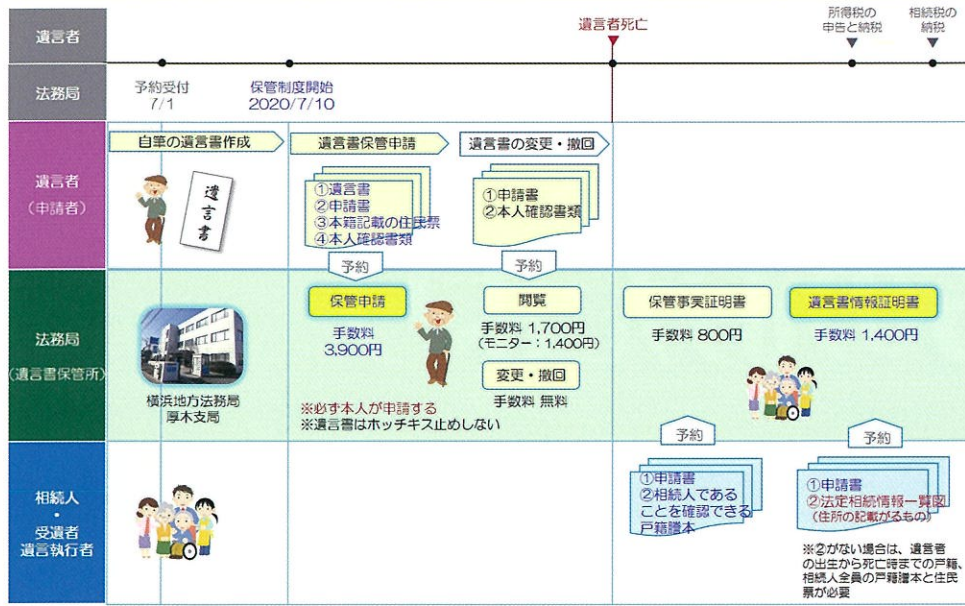 遺言者
遺言者死亡
所得税の
申告と納税
相続税の
納税
法務局
予約受付
7/1
保管制度開始
2020/7/10
遺言者
（申請者）
自筆の遺言書作成
遺言書
遺言書保管申請
①遺言書
②申請書
③本籍記載の住民票
④本人確認書類
予約
遺言書の変更・撤回
①申請書
②本人確認書類
予約
法務局
(遺言書保管所)
横浜地方法務局
厚木支局
保管申請
手数料
3,900円
※必ず本人が申請する
※遺言書はホッチキス止めしない
閲覧
手数料 1,700円
（モニター：1,400円）
変更・撤回
手数料 無料
保管事実証明書
手数料 800円
遺言書情報証明書
手数料 1,400円
相続人
・
受遺者
遺言執行者
予約
①申請書
②相続人である
ことを確認できる
戸籍謄本
予約
①申請書
②法定相続情報一覧図
（住所の記載がるもの）
※②がない場合は、遺言者
の出生から死亡時までの戸籍、
相続人全員の戸籍謄本と住民
票が必要